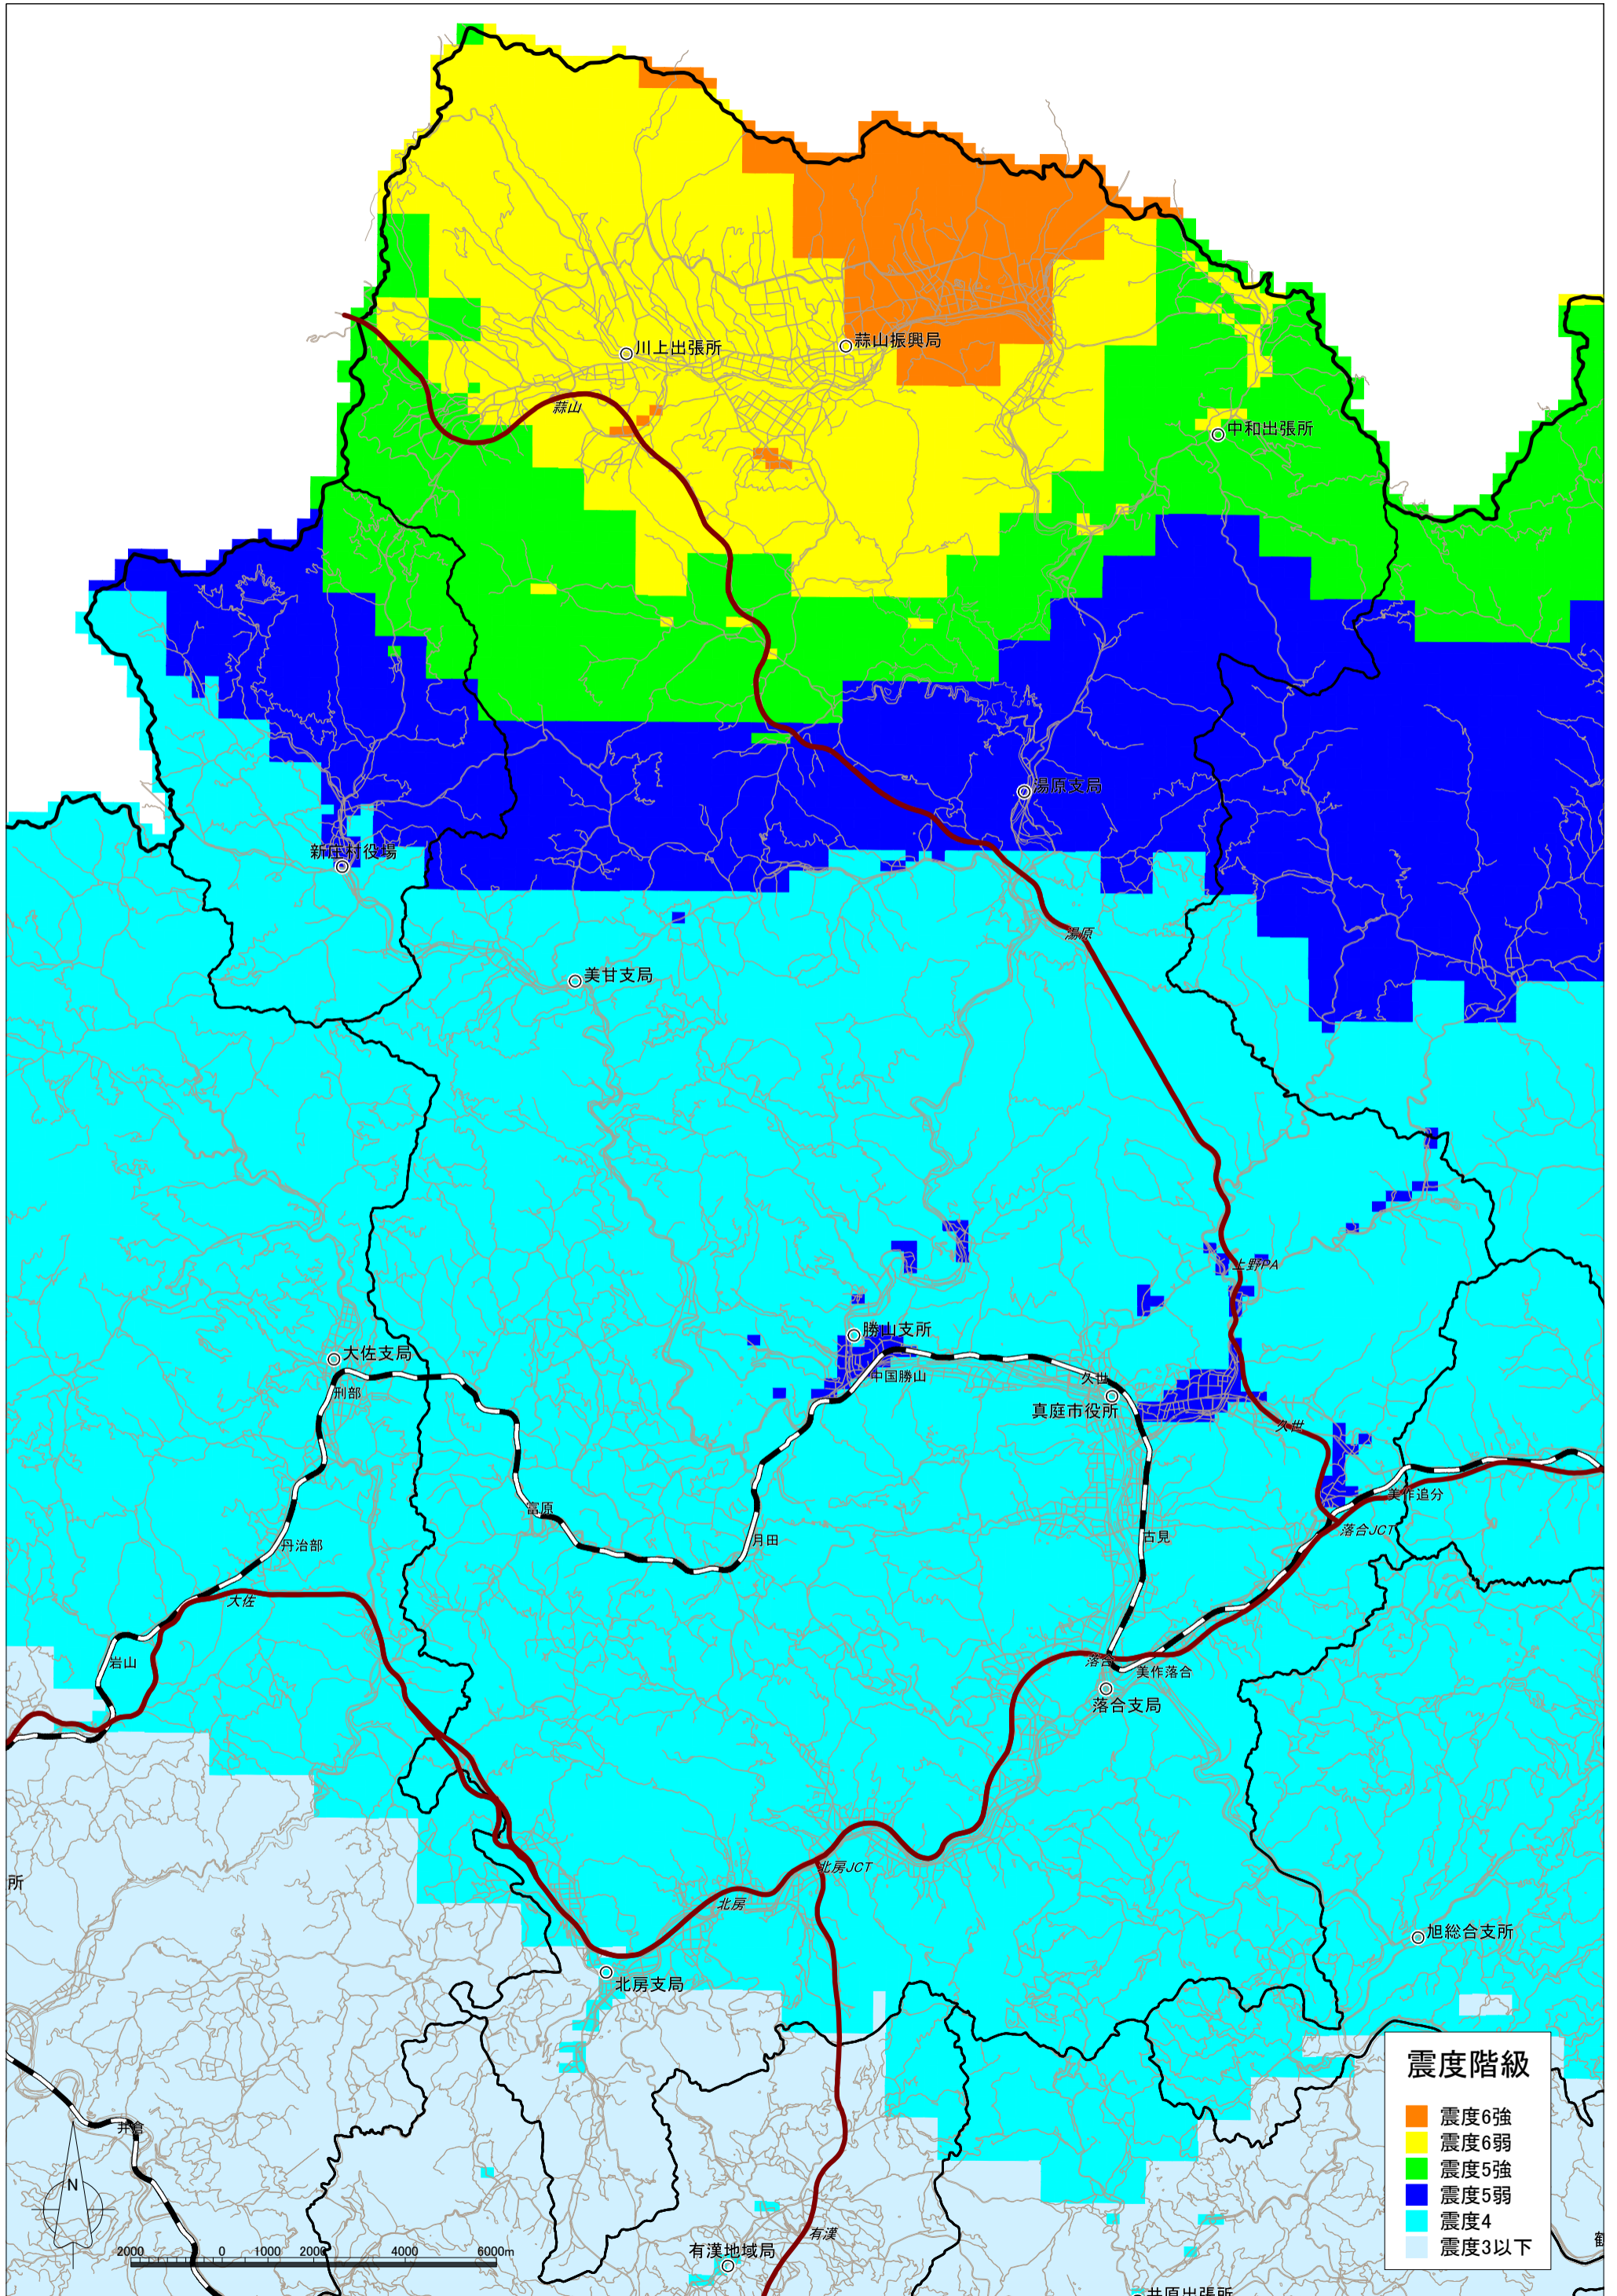 川上出張所
蒜山振興局
蒜山
中和出張所
湯原支局
新庄村役場
湯原
美甘支局
上野PA
勝山支所
大佐支局
中国勝山
久世
刑部
真庭市役所
久世
美作追分
富原
落合JCT
月田
古見
丹治部
大佐
岩山
落合
美作落合
落合支局
北房JCT
所
北房
旭総合支所
北房支局
震度階級
震度6強
震度6弱
震度5強
震度5弱
震度4
震度3以下
井倉
N
有漢
2000 0 1000 2000 4000 6000m
有漢地域局